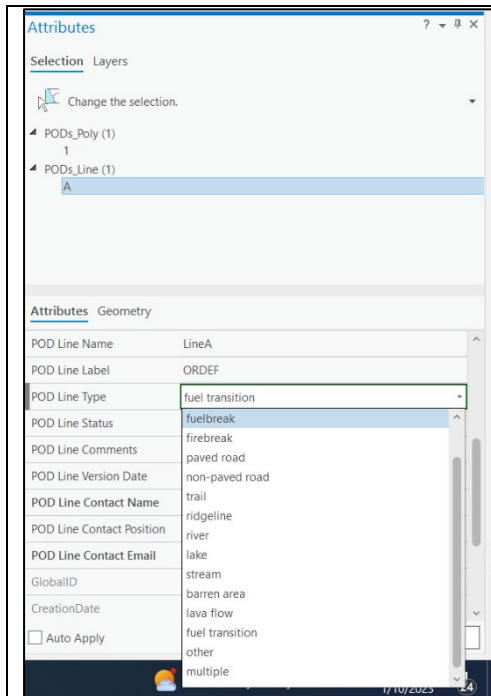 Attributes ? X
Selection Layers
Change the selection.
PODs_Poly (1)
1
PODs_Line (1)
A
Attributes Geometry
POD Line Name LineA
POD Line Label ORDEF
POD Line Type fuel transition
POD Line Status fuelbreak
firebreak
POD Line Comments
paved road
POD Line Version Date non-paved road
trail
POD Line Contact Name
ridgeline
POD Line Contact Position river
POD Line Contact Email lake
stream
GlobalID
barren area
CreationDate lava flow
fuel transition
Auto Apply other
multiple
1/10/2023 24